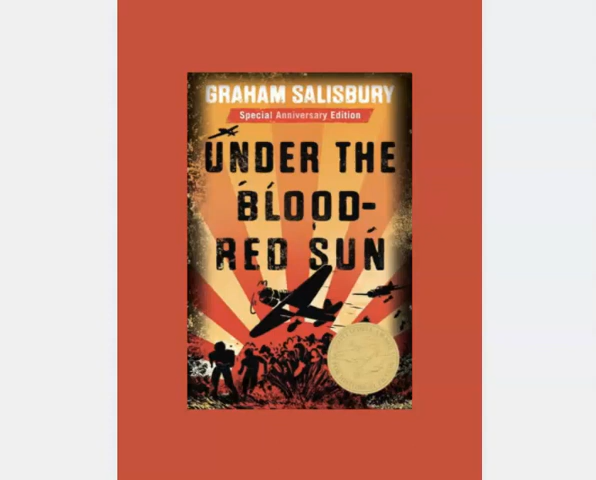 GRAHAM SALISBURY
Special Anniversary Edition
UNDER THE
BLOOD-
RED SUN